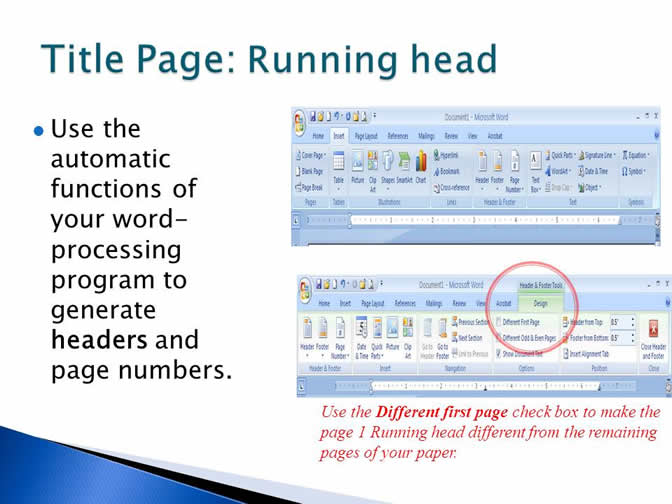 Title Page: Running head
Use the
automatic
functions of
your word-
processing
program to
generate
headers and
page numbers.
Document1 - Microsoft Word
Home Insert Page Layout References Mailings Review View Acrobat
Cover Page
Blank Page
Page Break
Pages
Table
Tables
Picture Clip Art Shapes SmartArt Chart
Illustrations
Hyperlink
Bookmark
Cross-reference
Links
Header Footer Page Number
Header & Footer
Text Box
Quick Parts
WordArt
Drop Cap
Signature Line
Date & Time
Object
Text
Equation
Symbol
Symbols
Document1 - Microsoft Word Header & Footer Tools
Home Insert Page Layout References Mailings Review View Acrobat Design
Header Footer Page Number
Header & Footer
Date & Time Quick Parts Picture Clip Art
Insert
Go to Header Go to Footer
Previous Section
Next Section
Link to Previous
Navigation
Different First Page
Different Odd & Even Pages
Show Document Text
Options
Header from Top: 0.5"
Footer from Bottom: 0.5"
Insert Alignment Tab
Position
Close Header and Footer
Close
Use the Different first page check box to make the
page 1 Running head different from the remaining
pages of your paper.